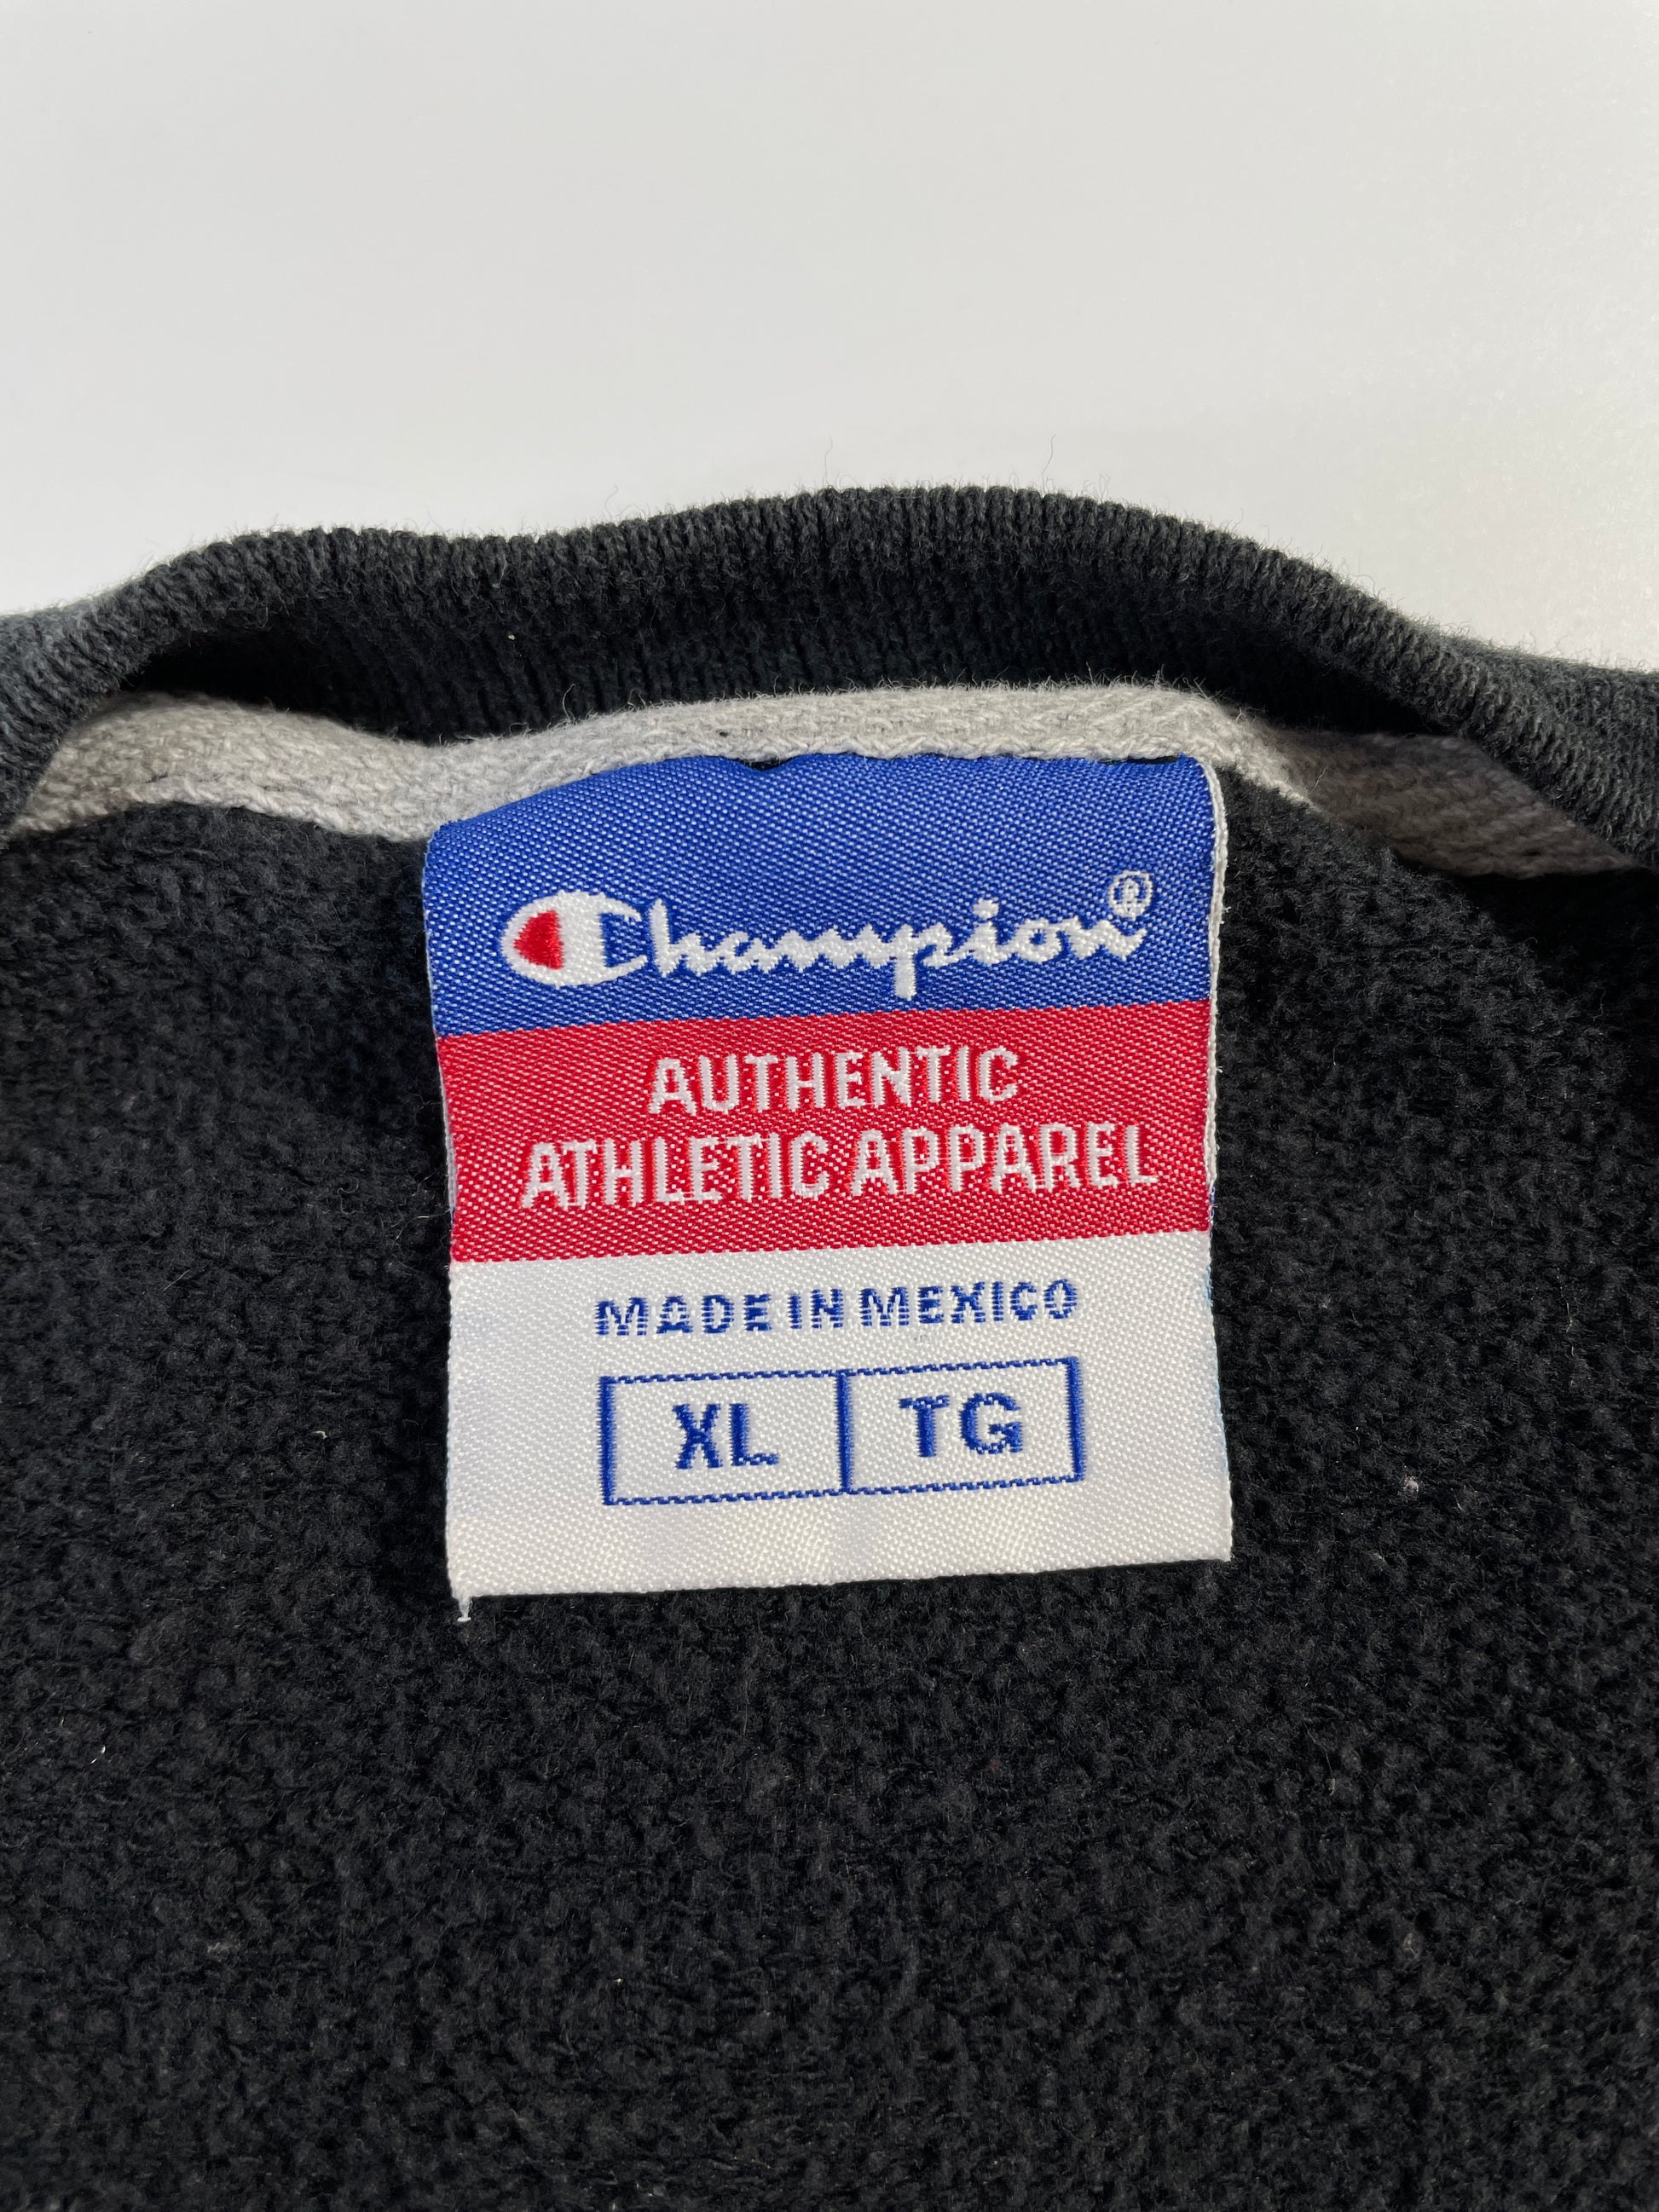 Champion®
AUTHENTIC
ATHLETIC APPAREL
MADE IN MEXICO
XL TG